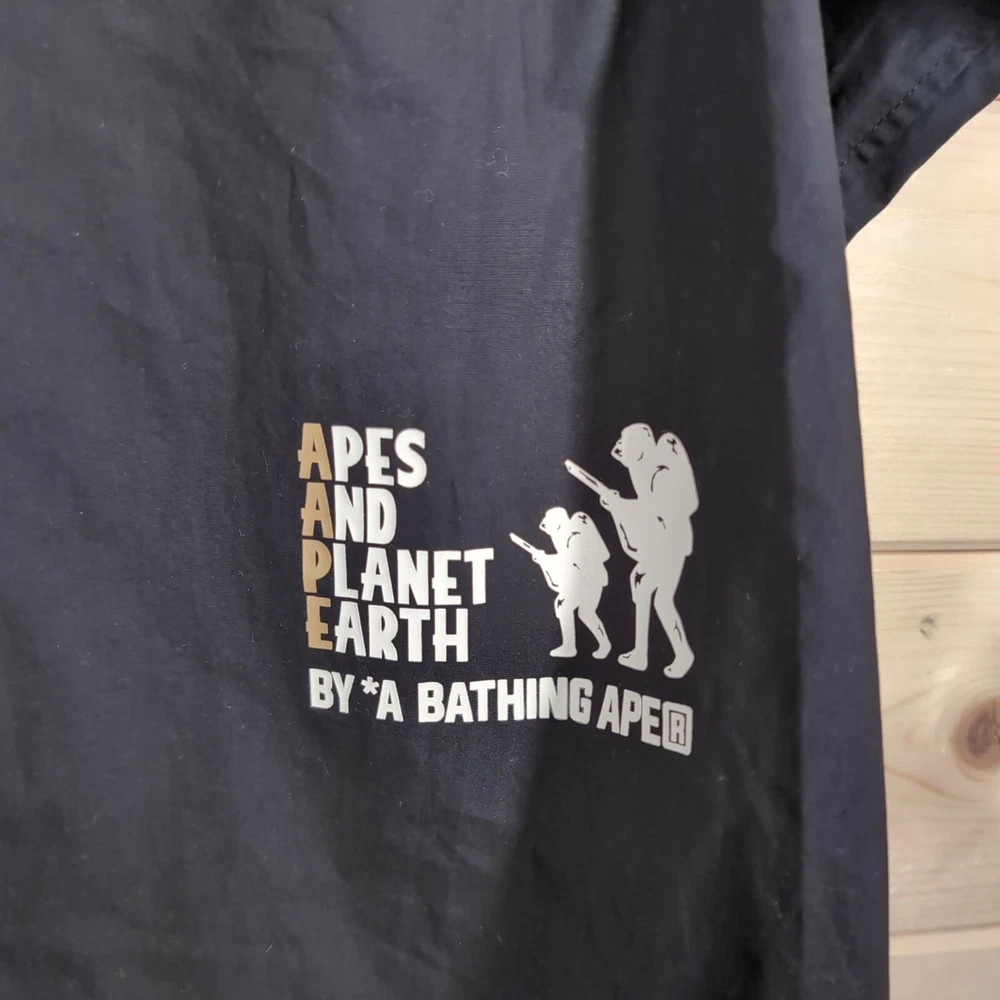 APES
AND
PLANET
EARTH
BY *A BATHING APE®